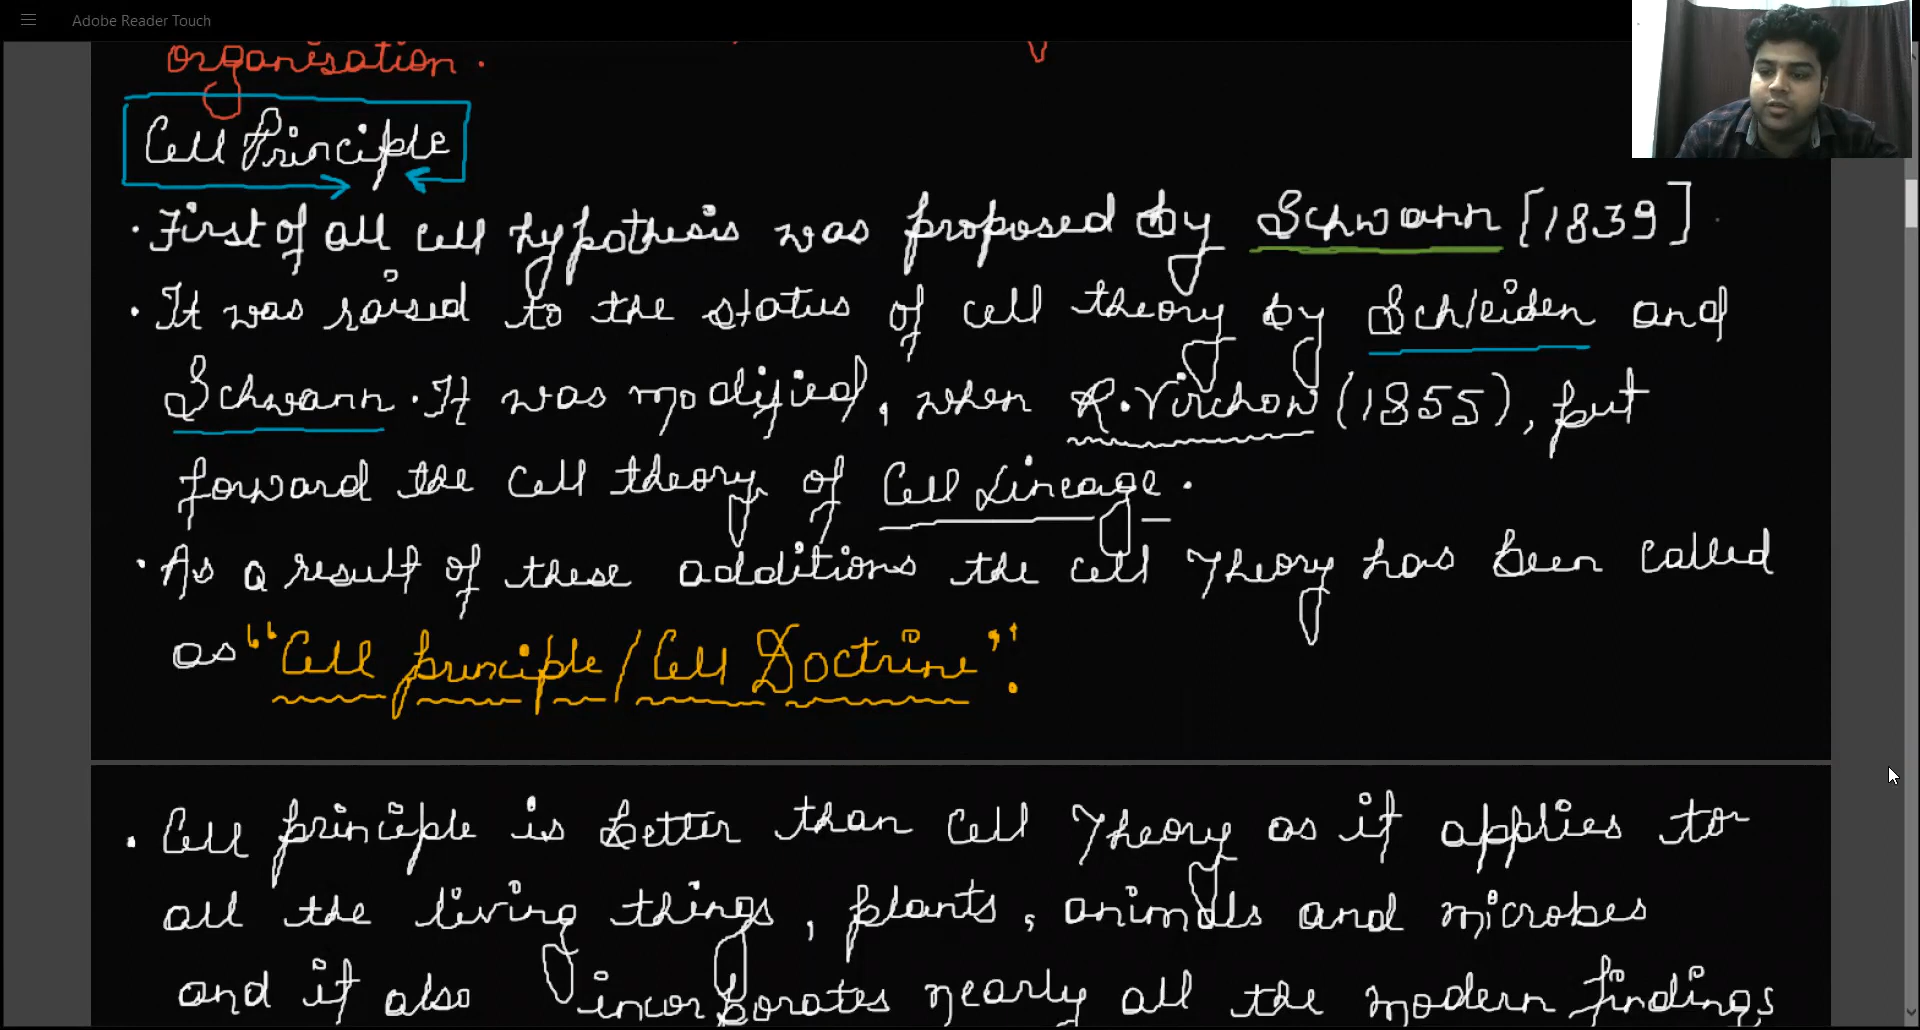 Adobe Reader Touch
organisation.
Cell Principle
• First of all cell hypothesis was proposed by Schwann [1839]
• It was raised to the status of cell theory by Schleiden and
Schwann. It was modified, when R. Virchow (1855), put
forward the cell theory of Cell Lineage.
• As a result of these additions the cell Theory has been called
as "Cell principle/Cell Doctrine".
• Cell principle is better than Cell Theory as it applies to
all the living things, plants, animals and microbes
and it also incorborates nearly all the modern findings